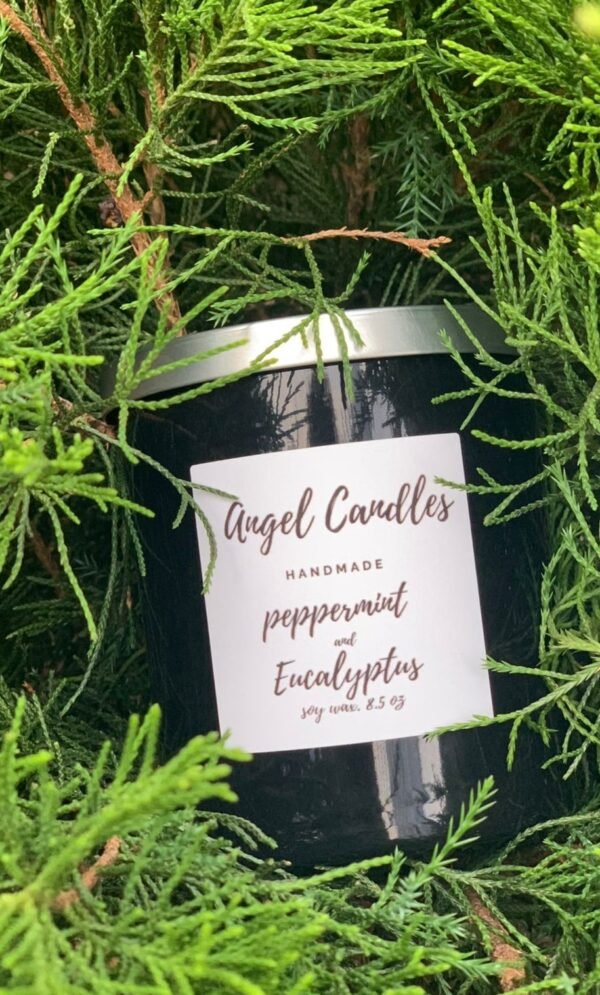 Angel Candles
HANDMADE
peppermint
and
Eucalyptus
soy wax. 8.5 oz